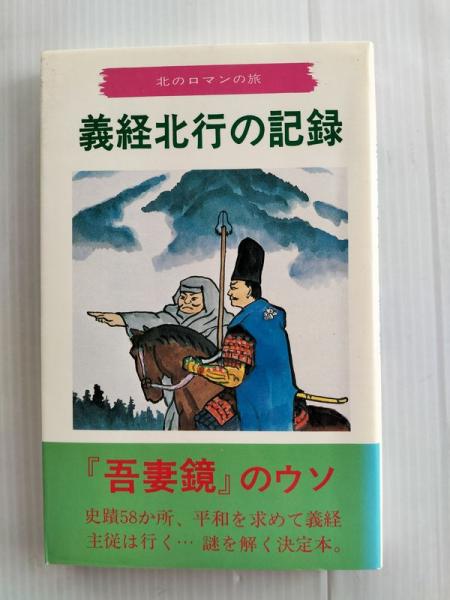 北のロマンの旅
義経北行の記録
『吾妻鏡』のウソ
史蹟58か所、平和を求めて義経
主従は行く… 謎を解く決定本。